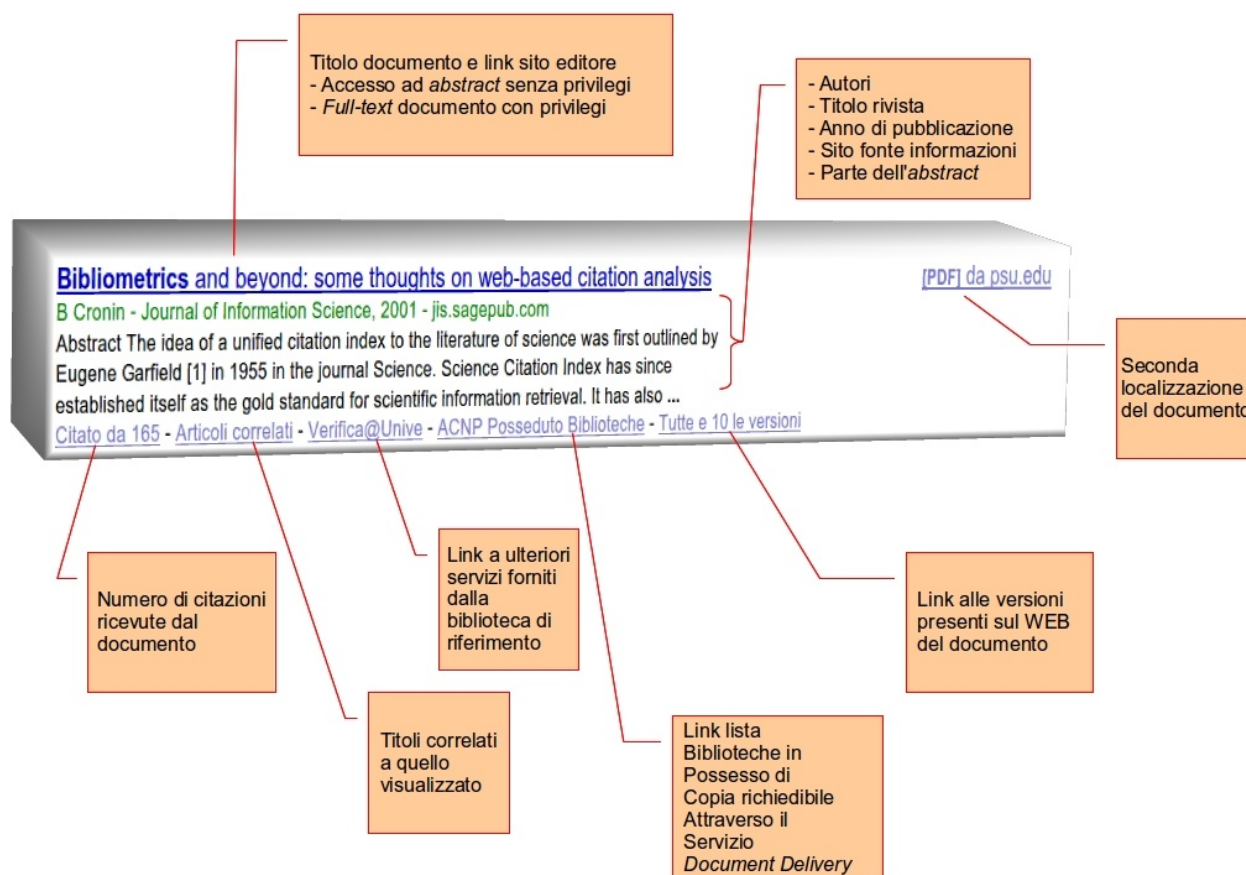 Titolo documento e link sito editore
- Accesso ad abstract senza privilegi
- Full-text documento con privilegi
- Autori
- Titolo rivista
- Anno di pubblicazione
- Sito fonte informazioni
- Parte dell'abstract
Bibliometrics and beyond: some thoughts on web-based citation analysis
[PDF] da psu.edu
B Cronin - Journal of Information Science, 2001 - jis.sagepub.com
Abstract The idea of a unified citation index to the literature of science was first outlined by
Eugene Garfield [1] in 1955 in the journal Science. Science Citation Index has since
established itself as the gold standard for scientific information retrieval. It has also ...
Citato da 165 - Articoli correlati - Verifica@Unive - ACNP Posseduto Biblioteche - Tutte e 10 le versioni
Seconda
localizzazione
del documento
Numero di citazioni
ricevute dal
documento
Link a ulteriori
servizi forniti
dalla
biblioteca di
riferimento
Link alle versioni
presenti sul WEB
del documento
Titoli correlati
a quello
visualizzato
Link lista
Biblioteche in
Possesso di
Copia richiedibile
Attraverso il
Servizio
Document Delivery